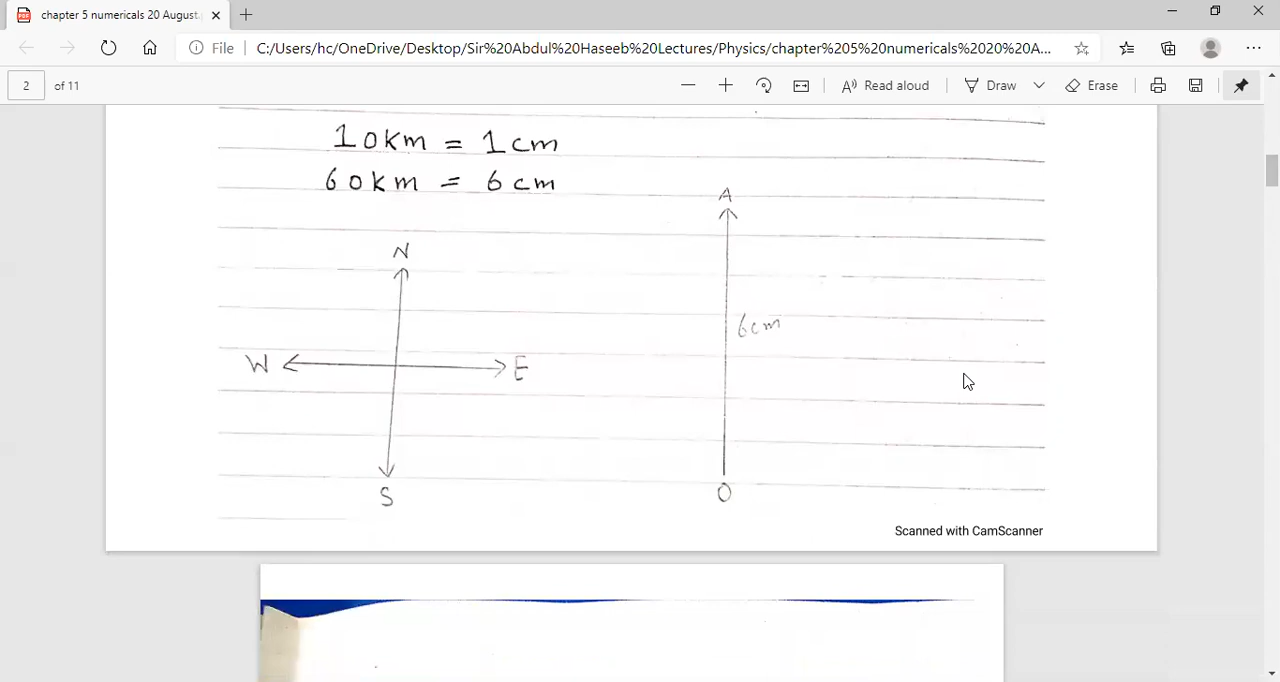 chapter 5 numericals 20 August
File
C:/Users/hc/OneDrive/Desktop/Sir%20Abdul%20Haseeb%20Lectures/Physics/chapter%205%20numericals%2020%20A...
2 of 11
Read aloud
Draw
Erase
10km = 1cm
60km = 6cm
A
N
6cm
W
E
S
O
Scanned with CamScanner